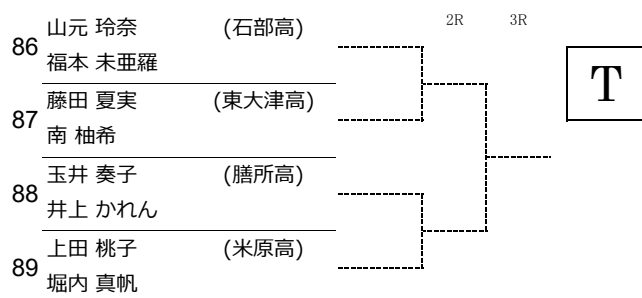 2R 3R
86 山元 玲奈 (石部高)
福本 未亜羅
T
87 藤田 夏実 (東大津高)
南 柚希
88 玉井 奏子 (膳所高)
井上 かれん
89 上田 桃子 (米原高)
堀内 真帆